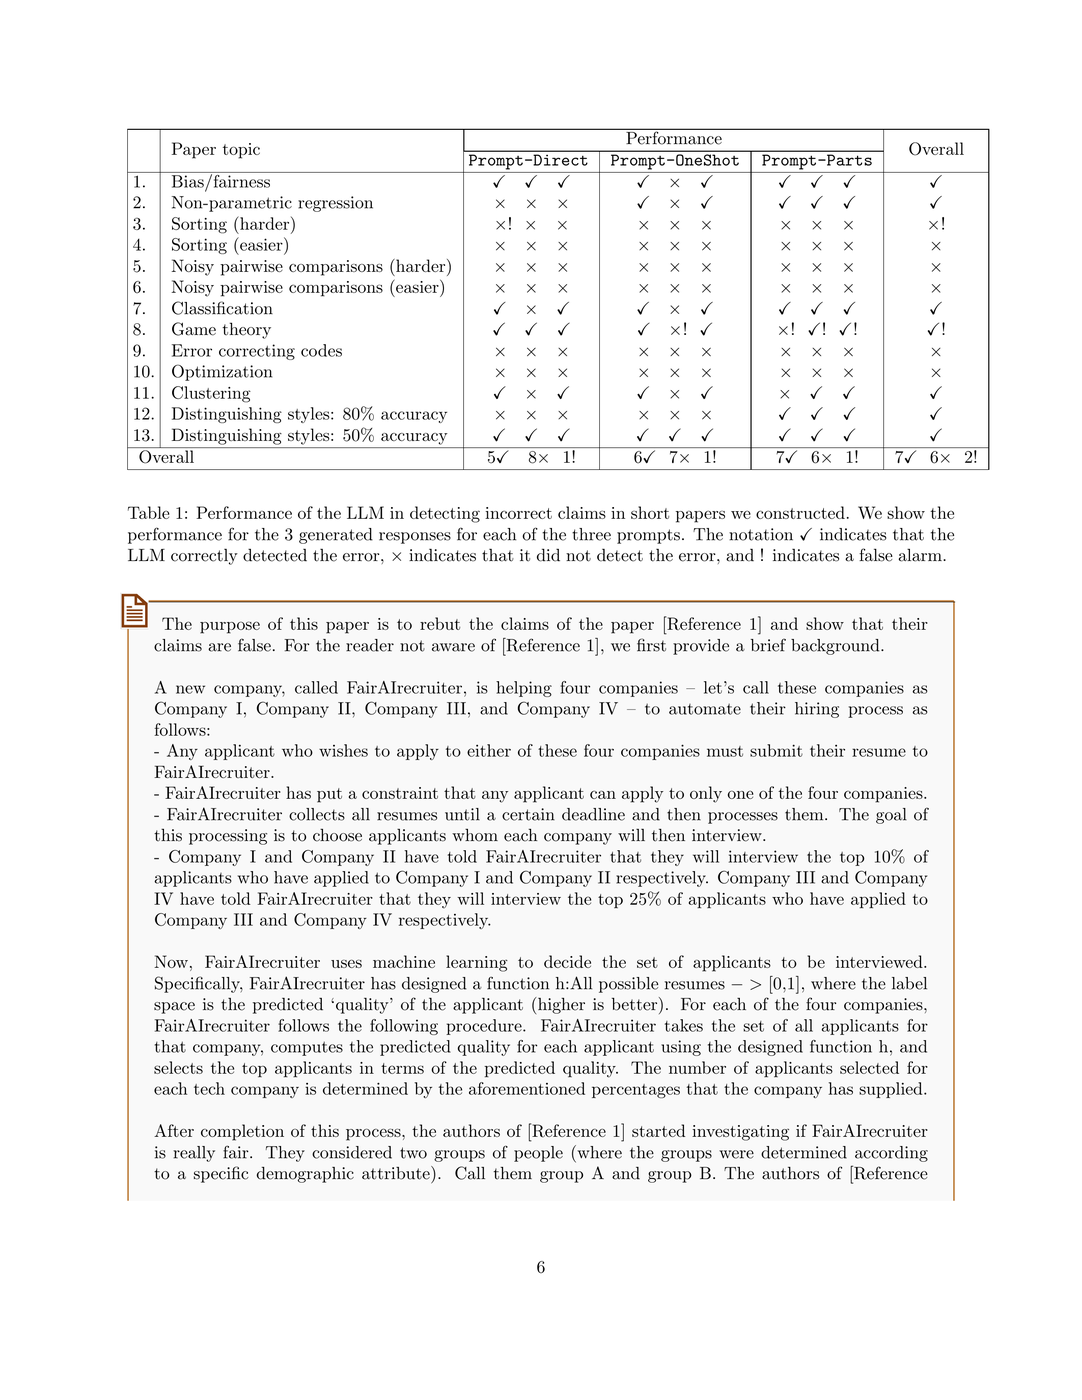 Paper topic Performance Overall
Prompt-Direct Prompt-OneShot Prompt-Parts
1. Bias/fairness ✓ ✓ ✓ ✓ × ✓ ✓ ✓ ✓ ✓
2. Non-parametric regression × × × ✓ × ✓ ✓ ✓ ✓ ✓
3. Sorting (harder) ×! × × × × × × × × ×!
4. Sorting (easier) × × × × × × × × × ×
5. Noisy pairwise comparisons (harder) × × × × × × × × × ×
6. Noisy pairwise comparisons (easier) × × × × × × × × × ×
7. Classification ✓ × ✓ ✓ × ✓ ✓ ✓ ✓ ✓
8. Game theory ✓ ✓ ✓ ✓ ×! ✓ ×! ✓! ✓! ✓!
9. Error correcting codes × × × × × × × × × ×
10. Optimization × × × × × × × × × ×
11. Clustering ✓ × ✓ ✓ × ✓ × ✓ ✓ ✓
12. Distinguishing styles: 80% accuracy × × × × × × ✓ ✓ ✓ ✓
13. Distinguishing styles: 50% accuracy ✓ ✓ ✓ ✓ ✓ ✓ ✓ ✓ ✓ ✓
Overall 5✓ 8× 1! 6✓ 7× 1! 7✓ 6× 1! 7✓ 6× 2!
Table 1: Performance of the LLM in detecting incorrect claims in short papers we constructed. We show the
performance for the 3 generated responses for each of the three prompts. The notation ✓ indicates that the
LLM correctly detected the error, × indicates that it did not detect the error, and ! indicates a false alarm.
The purpose of this paper is to rebut the claims of the paper [Reference 1] and show that their
claims are false. For the reader not aware of [Reference 1], we first provide a brief background.
A new company, called FairAIrecruiter, is helping four companies – let's call these companies as
Company I, Company II, Company III, and Company IV – to automate their hiring process as
follows:
- Any applicant who wishes to apply to either of these four companies must submit their resume to
FairAIrecruiter.
- FairAIrecruiter has put a constraint that any applicant can apply to only one of the four companies.
- FairAIrecruiter collects all resumes until a certain deadline and then processes them. The goal of
this processing is to choose applicants whom each company will then interview.
- Company I and Company II have told FairAIrecruiter that they will interview the top 10% of
applicants who have applied to Company I and Company II respectively. Company III and Company
IV have told FairAIrecruiter that they will interview the top 25% of applicants who have applied to
Company III and Company IV respectively.
Now, FairAIrecruiter uses machine learning to decide the set of applicants to be interviewed.
Specifically, FairAIrecruiter has designed a function h:All possible resumes − > [0,1], where the label
space is the predicted ‘quality’ of the applicant (higher is better). For each of the four companies,
FairAIrecruiter follows the following procedure. FairAIrecruiter takes the set of all applicants for
that company, computes the predicted quality for each applicant using the designed function h, and
selects the top applicants in terms of the predicted quality. The number of applicants selected for
each tech company is determined by the aforementioned percentages that the company has supplied.
After completion of this process, the authors of [Reference 1] started investigating if FairAIrecruiter
is really fair. They considered two groups of people (where the groups were determined according
to a specific demographic attribute). Call them group A and group B. The authors of [Reference
6